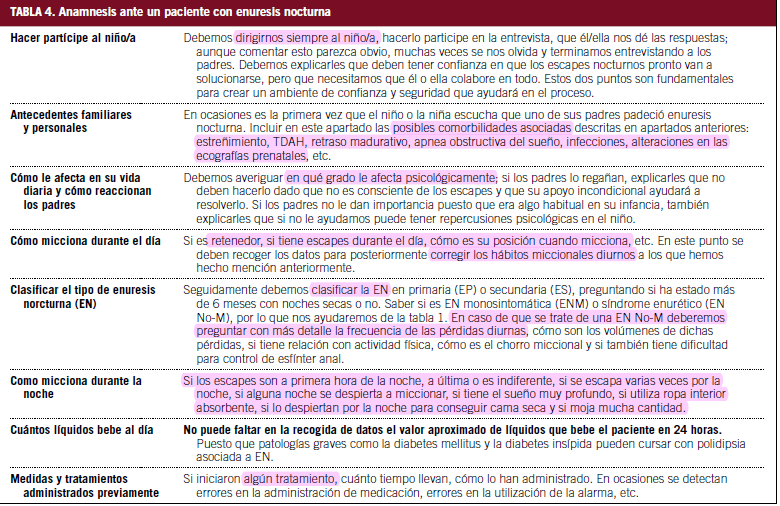 TABLA 4. Anamnesis ante un paciente con enuresis nocturna
Hacer partícipe al niño/a
Debemos dirigirnos siempre al niño/a, hacerlo participe en la entrevista, que él/ella nos dé las respuestas;
aunque comentar esto parezca obvio, muchas veces se nos olvida y terminamos entrevistando a los
padres. Debemos explicarles que deben tener confianza en que los escapes nocturnos pronto van a
solucionarse, pero que necesitamos que él o ella colabore en todo. Estos dos puntos son fundamentales
para crear un ambiente de confianza y seguridad que ayudará en el proceso.
Antecedentes familiares
y personales
En ocasiones es la primera vez que el niño o la niña escucha que uno de sus padres padeció enuresis
nocturna. Incluir en este apartado las posibles comorbilidades asociadas descritas en apartados anteriores:
estreñimiento, TDAH, retraso madurativo, apnea obstructiva del sueño, infecciones, alteraciones en las
ecografías prenatales, etc.
Cómo le afecta en su vida
diaria y cómo reaccionan
los padres
Debemos averiguar en qué grado le afecta psicológicamente; si los padres lo regañan, explicarles que no
deben hacerlo dado que no es consciente de los escapes y que su apoyo incondicional ayudará a
resolverlo. Si los padres no le dan importancia puesto que era algo habitual en su infancia, también
explicarles que si no le ayudamos puede tener repercusiones psicológicas en el niño.
Cómo micciona durante el día
Si es retenedor, si tiene escapes durante el día, cómo es su posición cuando micciona, etc. En este punto se
deben recoger los datos para posteriormente corregir los hábitos miccionales diurnos a los que hemos
hecho mención anteriormente.
Clasificar el tipo de enuresis
norcturna (EN)
Seguidamente debemos clasificar la EN en primaria (EP) o secundaria (ES), preguntando si ha estado más
de 6 meses con noches secas o no. Saber si es EN monosintomática (ENM) o síndrome enurético (EN
No-M), por lo que nos ayudaremos de la tabla 1. En caso de que se trate de una EN No-M deberemos
preguntar con más detalle la frecuencia de las pérdidas diurnas, cómo son los volúmenes de dichas
pérdidas, si tiene relación con actividad física, cómo es el chorro miccional y si también tiene dificultad
para control de esfínter anal.
Como micciona durante la
noche
Si los escapes son a primera hora de la noche, a última o es indiferente, si se escapa varias veces por la
noche, si alguna noche se despierta a miccionar, si tiene el sueño muy profundo, si utiliza ropa interior
absorbente, si lo despiertan por la noche para conseguir cama seca y si moja mucha cantidad.
Cuántos líquidos bebe al día
No puede faltar en la recogida de datos el valor aproximado de líquidos que bebe el paciente en 24 horas.
Puesto que patologías graves como la diabetes mellitus y la diabetes insípida pueden cursar con polidipsia
asociada a EN.
Medidas y tratamientos
administrados previamente
Si iniciaron algún tratamiento, cuánto tiempo llevan, cómo lo han administrado. En ocasiones se detectan
errores en la administración de medicación, errores en la utilización de la alarma, etc.